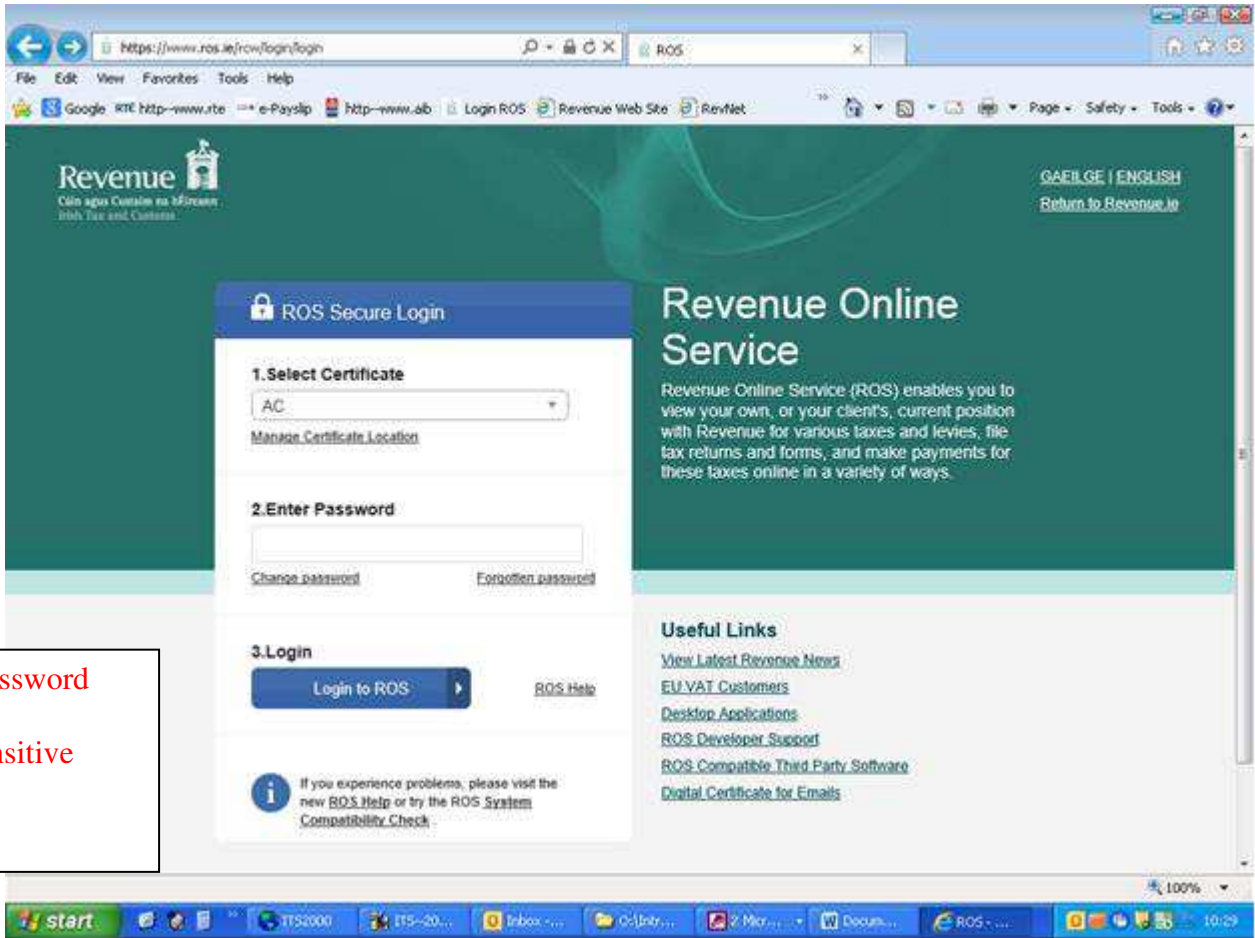 https://www.ros.ie/row/login/login
ROS
File Edit View Favorites Tools Help
Google RTE http--www.rte e-Payslip http--www.aib Login ROS Revenue Web Site RevNet
Page Safety Tools
Revenue
Cáin agus Custaim na hÉireann
Irish Tax and Customs
GAEILGE | ENGLISH
Return to Revenue.ie
ROS Secure Login
1.Select Certificate
AC
Manage Certificate Location
2.Enter Password
Change password Forgotten password
3.Login
Login to ROS
ROS Help
If you experience problems, please visit the
new ROS Help or try the ROS System
Compatibility Check .
Revenue Online
Service
Revenue Online Service (ROS) enables you to
view your own, or your client's, current position
with Revenue for various taxes and levies, file
tax returns and forms, and make payments for
these taxes online in a variety of ways.
Useful Links
View Latest Revenue News
EU VAT Customers
Desktop Applications
ROS Developer Support
ROS Compatible Third Party Software
Digital Certificate for Emails
ssword
nsitive
100%
start ITS2000 ITS--20... Inbox -... 2 Micr... Docum... ROS - ... 10:29